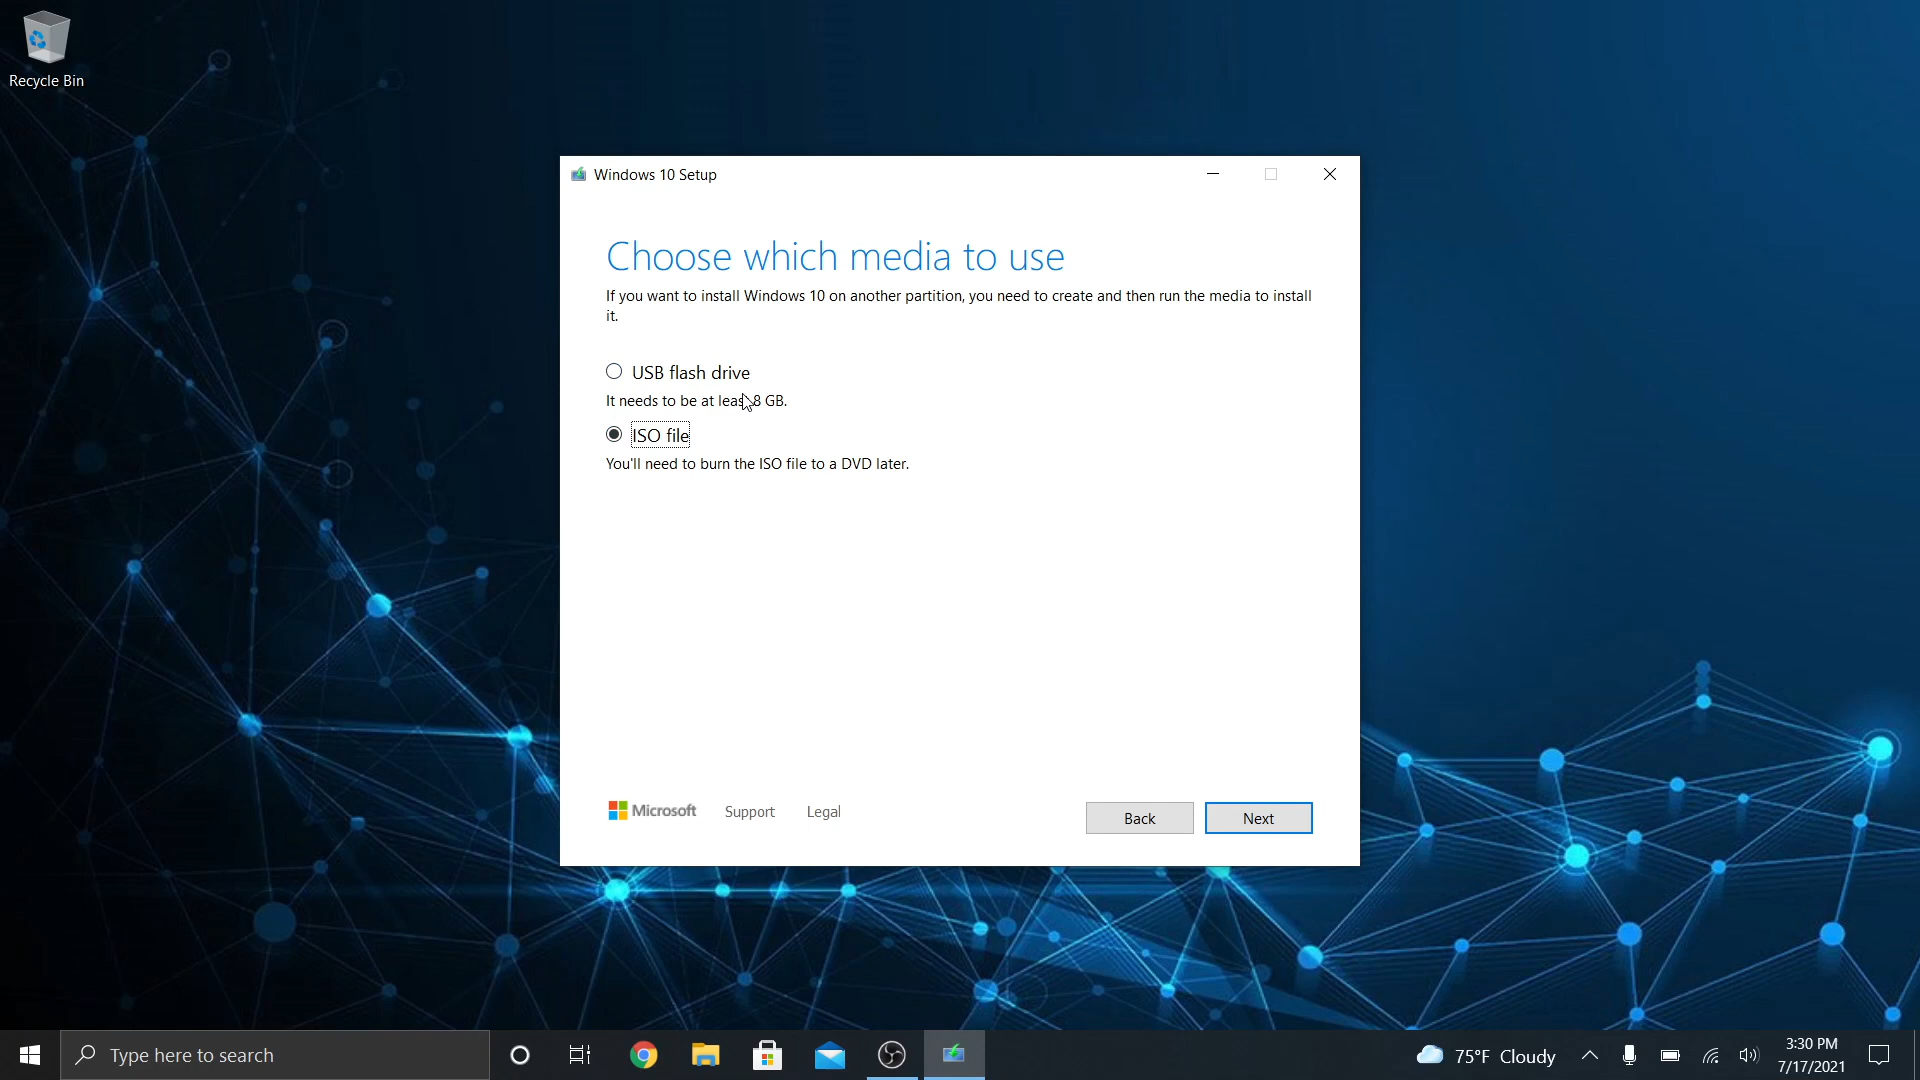 Recycle Bin
Windows 10 Setup
Choose which media to use
If you want to install Windows 10 on another partition, you need to create and then run the media to install
it.
USB flash drive
It needs to be at least 8 GB.
ISO file
You'll need to burn the ISO file to a DVD later.
Microsoft Support Legal Back Next
Type here to search
75°F Cloudy
3:30 PM
7/17/2021